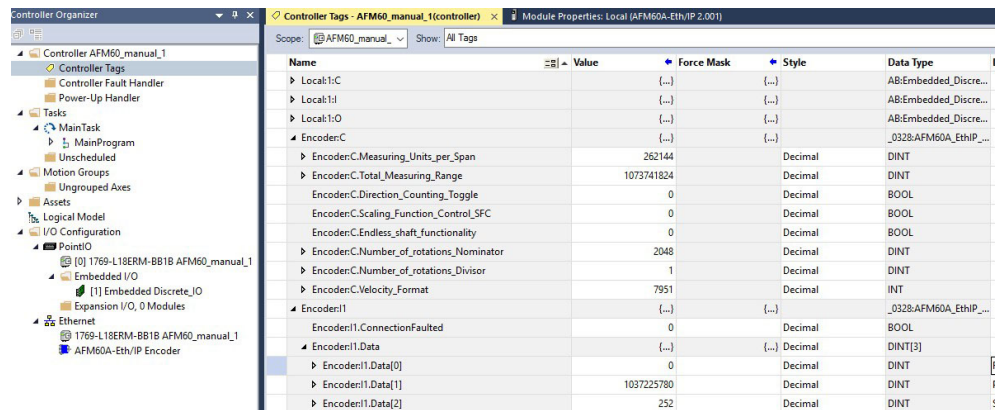 Controller Organizer
Controller Tags - AFM60_manual_1(controller)
Module Properties: Local (AFM60A-Eth/IP 2.001)
Scope: AFM60_manual_ Show: All Tags
Controller AFM60_manual_1
Controller Tags
Controller Fault Handler
Power-Up Handler
Tasks
MainTask
MainProgram
Unscheduled
Motion Groups
Ungrouped Axes
Assets
Logical Model
I/O Configuration
PointIO
[0] 1769-L18ERM-BB1B AFM60_manual_1
Embedded I/O
[1] Embedded Discrete_IO
Expansion I/O, 0 Modules
Ethernet
1769-L18ERM-BB1B AFM60_manual_1
AFM60A-Eth/IP Encoder
Name Value Force Mask Style Data Type
Local:1:C {...} {...} AB:Embedded_Discre...
Local:1:I {...} {...} AB:Embedded_Discre...
Local:1:O {...} {...} AB:Embedded_Discre...
Encoder:C {...} {...} _0328:AFM60A_EthIP_...
Encoder:C.Measuring_Units_per_Span 262144 Decimal DINT
Encoder:C.Total_Measuring_Range 1073741824 Decimal DINT
Encoder:C.Direction_Counting_Toggle 0 Decimal BOOL
Encoder:C.Scaling_Function_Control_SFC 0 Decimal BOOL
Encoder:C.Endless_shaft_functionality 0 Decimal BOOL
Encoder:C.Number_of_rotations_Nominator 2048 Decimal DINT
Encoder:C.Number_of_rotations_Divisor 1 Decimal DINT
Encoder:C.Velocity_Format 7951 Decimal INT
Encoder:I1 {...} {...} _0328:AFM60A_EthIP_...
Encoder:I1.ConnectionFaulted 0 Decimal BOOL
Encoder:I1.Data {...} {...} Decimal DINT[3]
Encoder:I1.Data[0] 0 Decimal DINT
Encoder:I1.Data[1] 1037225780 Decimal DINT
Encoder:I1.Data[2] 252 Decimal DINT